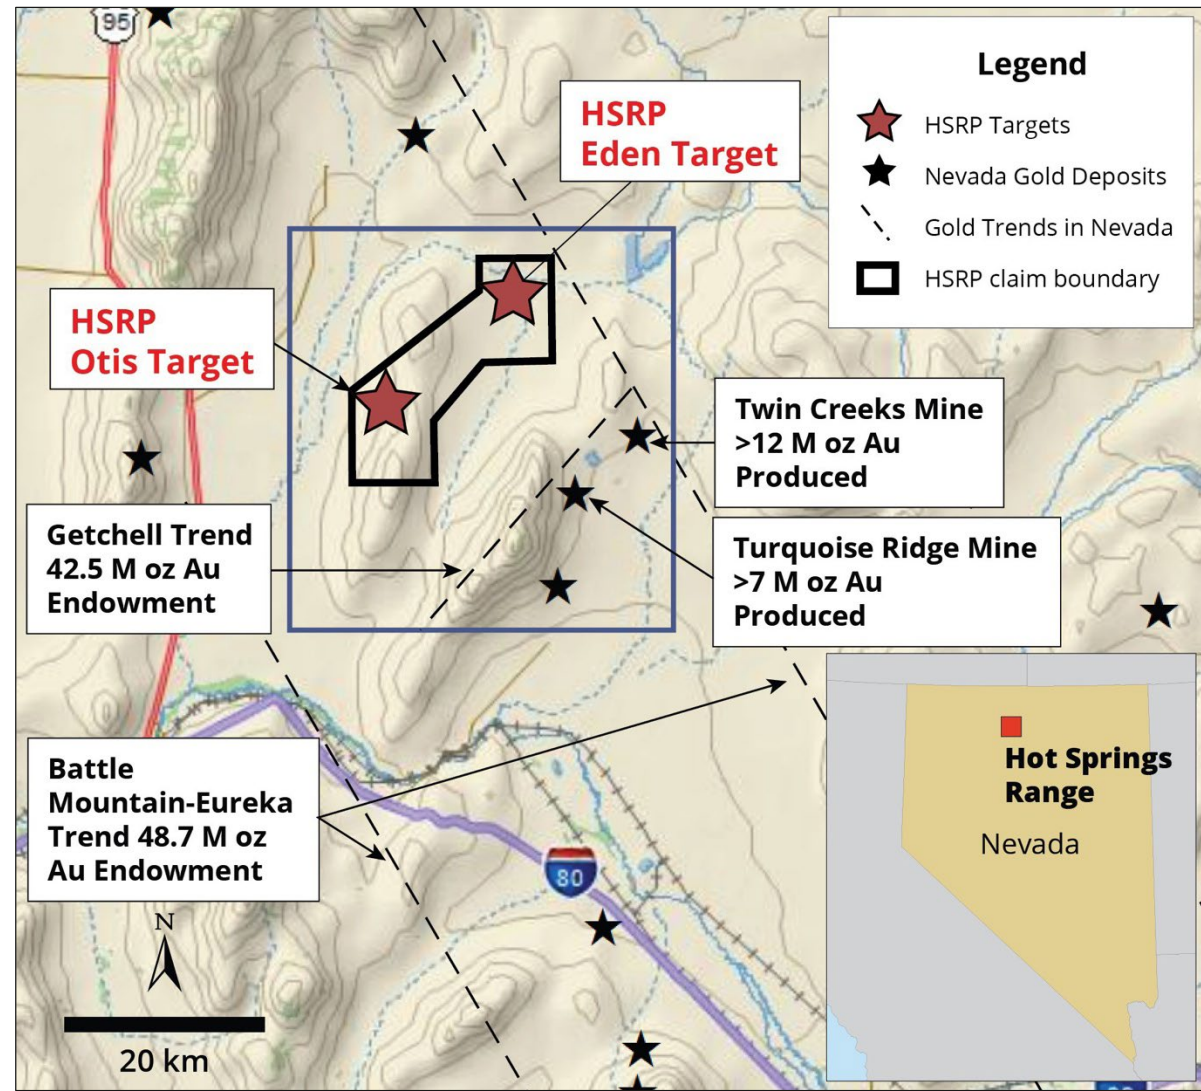 95
Legend
HSRP Targets
Nevada Gold Deposits
Gold Trends in Nevada
HSRP claim boundary
HSRP
Eden Target
HSRP
Otis Target
Twin Creeks Mine
>12 M oz Au
Produced
Getchell Trend
42.5 M oz Au
Endowment
Turquoise Ridge Mine
>7 M oz Au
Produced
Battle
Mountain-Eureka
Trend 48.7 M oz
Au Endowment
80
Hot Springs
Range
Nevada
N
20 km